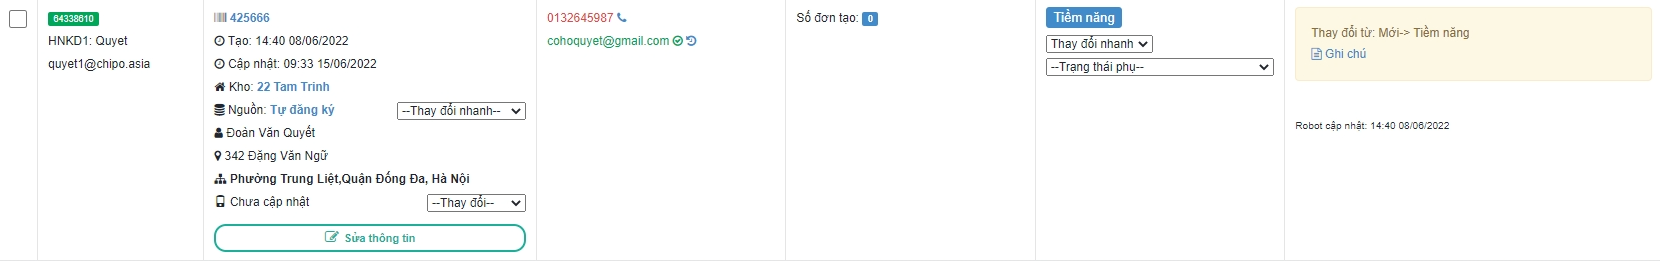 64338610
HNKD1: Quyet
quyet1@chipo.asia
425666
Tạo: 14:40 08/06/2022
Cập nhật: 09:33 15/06/2022
Kho: 22 Tam Trinh
Nguồn: Tự đăng ký --Thay đổi nhanh--
Đoàn Văn Quyết
342 Đặng Văn Ngữ
Phường Trung Liệt,Quận Đống Đa, Hà Nội
Chưa cập nhật --Thay đổi--
Sửa thông tin
0132645987
cohoquyet@gmail.com
Số đơn tạo: 0
Tiềm năng
Thay đổi nhanh
--Trạng thái phụ--
Thay đổi từ: Mới-> Tiềm năng
Ghi chú
Robot cập nhật: 14:40 08/06/2022